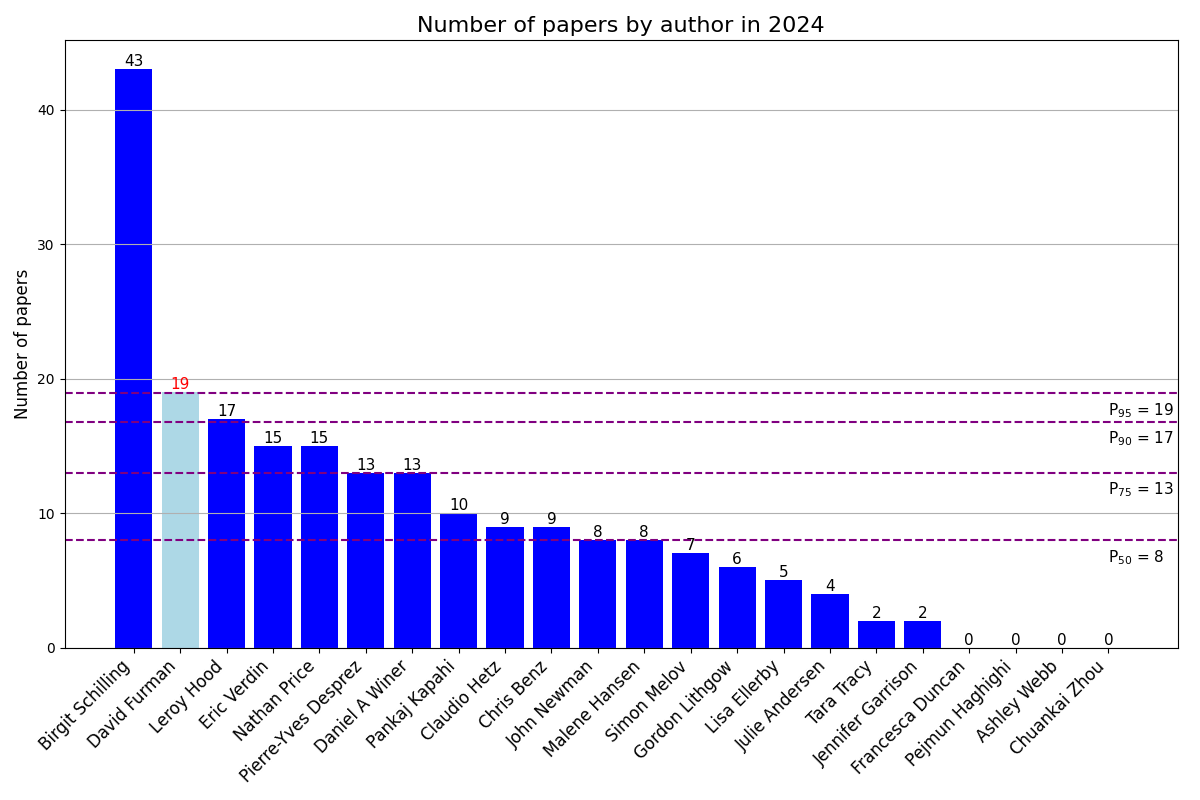 Number of papers by author in 2024
Number of papers
40
30
20
10
0
43
19
17
15
15
13
13
10
9
9
8
8
7
6
5
4
2
2
0
0
0
0
P95 = 19
P90 = 17
P75 = 13
P50 = 8
Birgit Schilling
David Furman
Leroy Hood
Eric Verdin
Nathan Price
Pierre-Yves Desprez
Daniel A Winer
Pankaj Kapahi
Claudio Hetz
Chris Benz
John Newman
Malene Hansen
Simon Melov
Gordon Lithgow
Lisa Ellerby
Julie Andersen
Tara Tracy
Jennifer Garrison
Francesca Duncan
Pejmun Haghighi
Ashley Webb
Chuankai Zhou